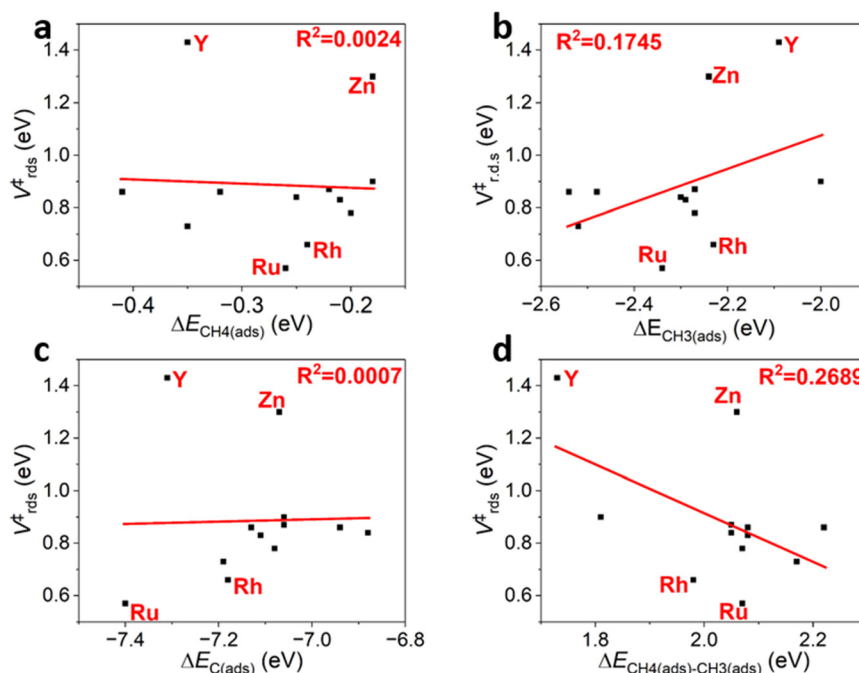 a
R²=0.0024
Y
Zn
Rh
Ru
V‡rds (eV)
1.4
1.2
1.0
0.8
0.6
−0.4
−0.3
−0.2
ΔE_CH4(ads) (eV)
b
R²=0.1745
Y
Zn
Rh
Ru
V‡r.d.s (eV)
1.4
1.2
1.0
0.8
0.6
−2.6
−2.4
−2.2
−2.0
ΔE_CH3(ads) (eV)
c
R²=0.0007
Y
Zn
Rh
Ru
V‡rds (eV)
1.4
1.2
1.0
0.8
0.6
−7.4
−7.2
−7.0
−6.8
ΔE_C(ads) (eV)
d
R²=0.2689
Y
Zn
Rh
Ru
V‡rds (eV)
1.4
1.2
1.0
0.8
0.6
1.8
2.0
2.2
ΔE_CH4(ads)-CH3(ads) (eV)